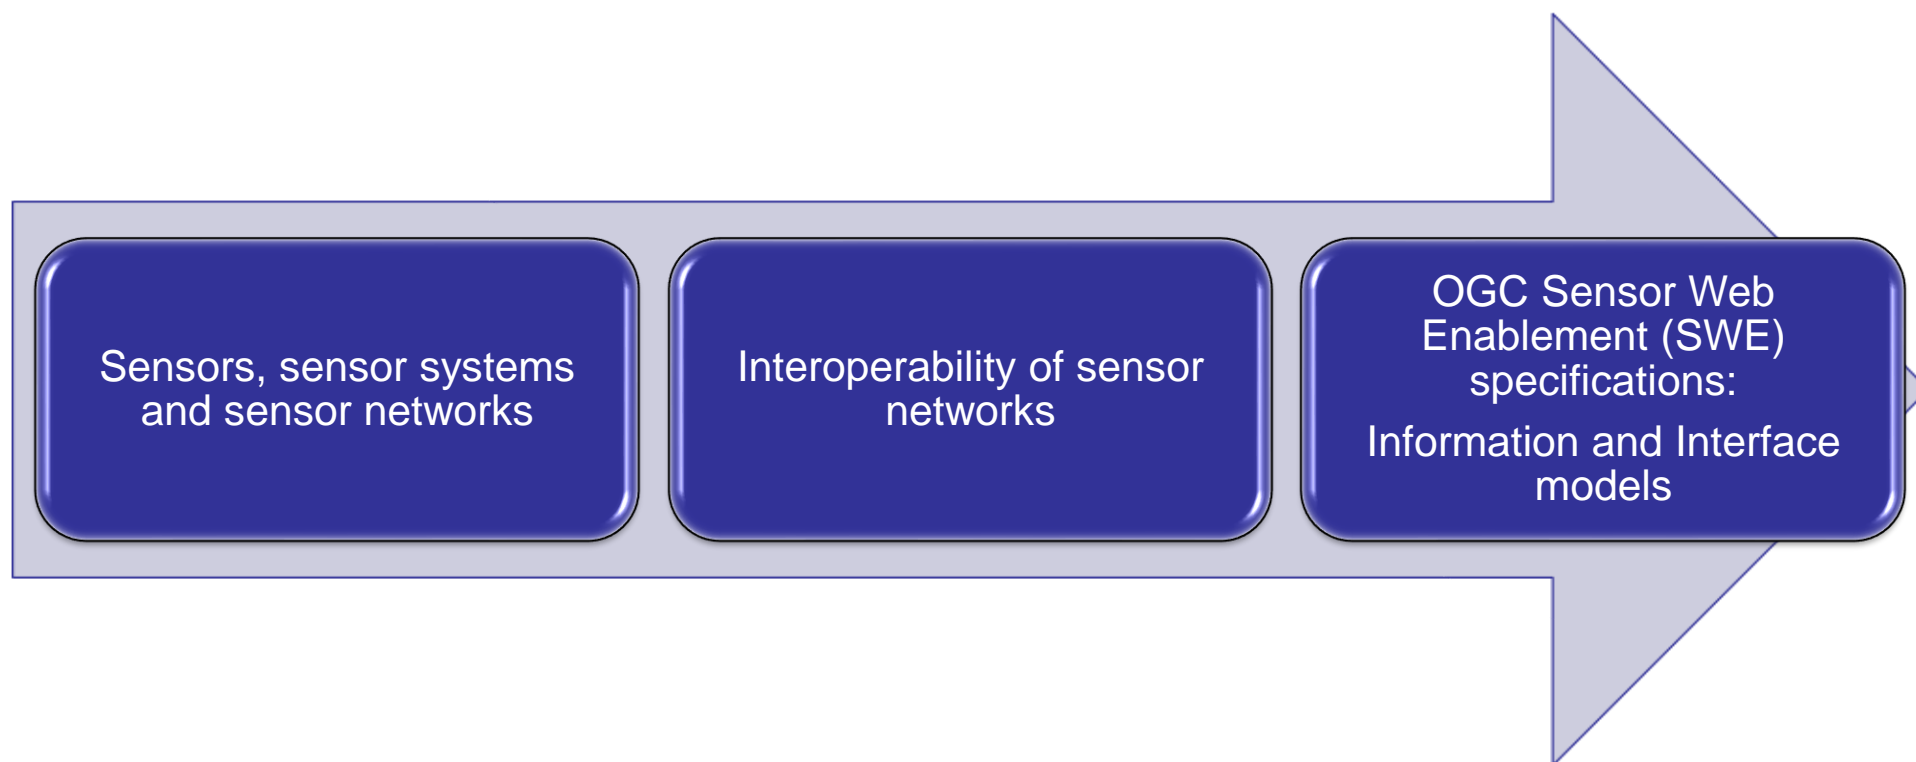 Sensors, sensor systems
and sensor networks
Interoperability of sensor
networks
OGC Sensor Web
Enablement (SWE)
specifications:
Information and Interface
models